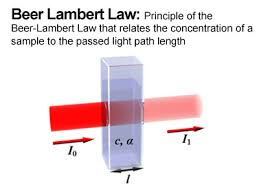 Beer Lambert Law: Principle of the
Beer-Lambert Law that relates the concentration of a
sample to the passed light path length
I₀
c, α
I₁
l